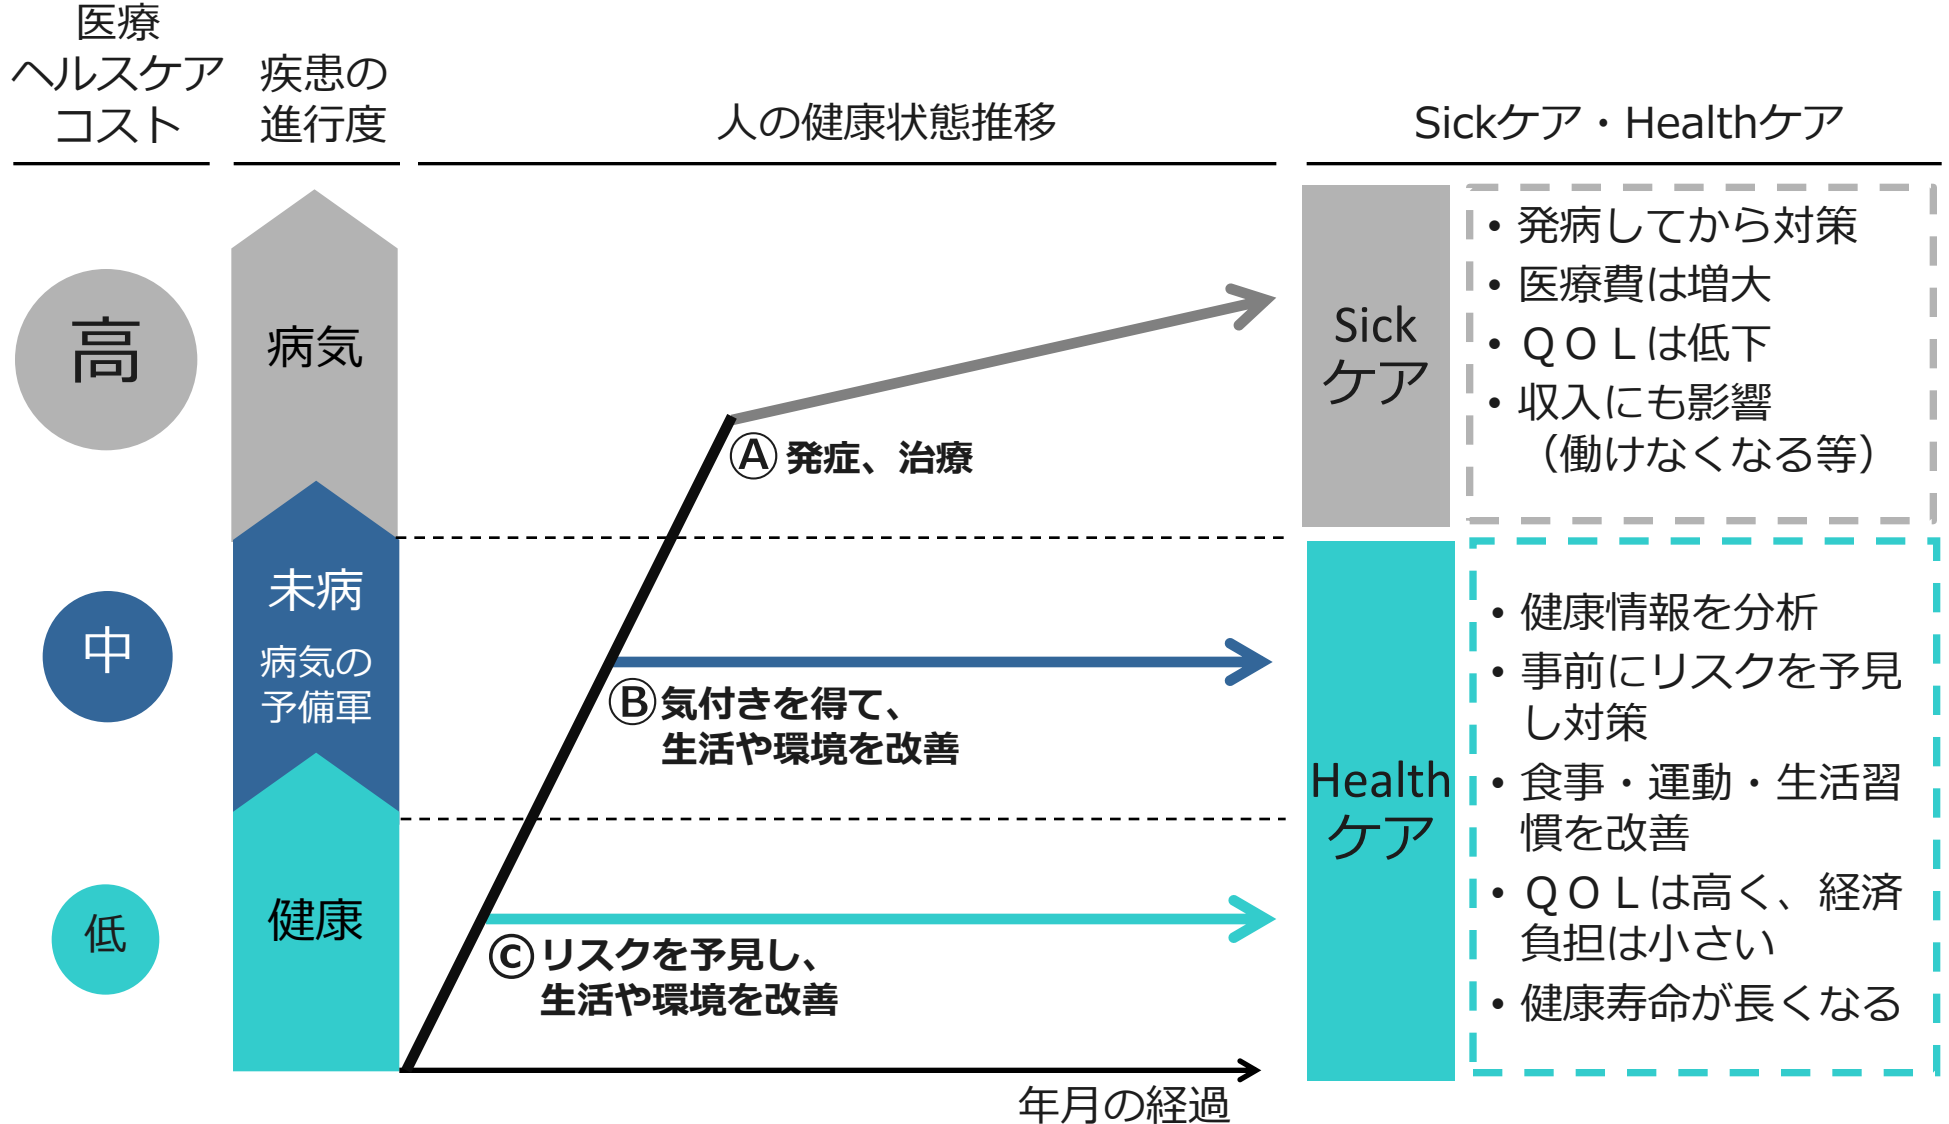 医療
ヘルスケア
コスト
疾患の
進行度
人の健康状態推移
Sickケア・Healthケア
高
病気
Ⓐ 発症、治療
Sick
ケア
・発病してから対策
・医療費は増大
・ＱＯＬは低下
・収入にも影響
（働けなくなる等）
中
未病
病気の
予備軍
Ⓑ 気付きを得て、
生活や環境を改善
低
健康
Ⓒ リスクを予見し、
生活や環境を改善
Health
ケア
・健康情報を分析
・事前にリスクを予見
し対策
・食事・運動・生活習
慣を改善
・ＱＯＬは高く、経済
負担は小さい
・健康寿命が長くなる
年月の経過